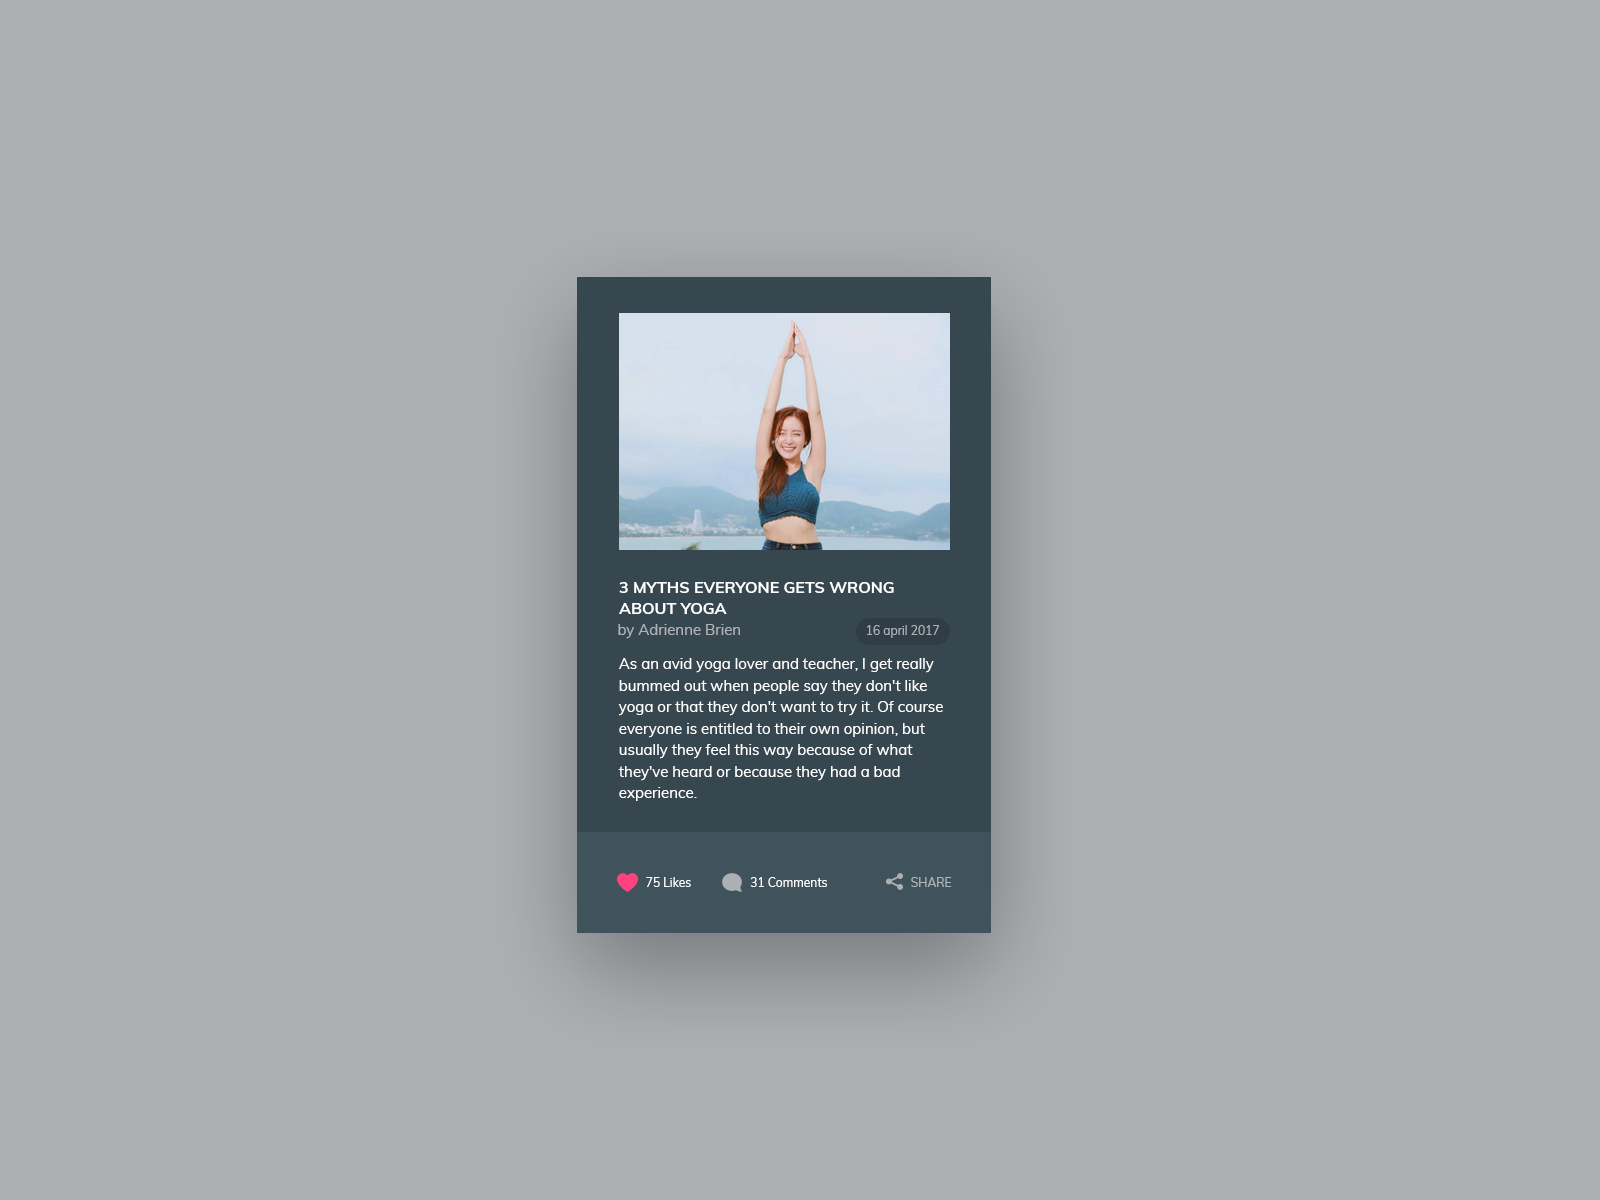 3 MYTHS EVERYONE GETS WRONG
ABOUT YOGA
by Adrienne Brien
16 april 2017
As an avid yoga lover and teacher, I get really
bummed out when people say they don't like
yoga or that they don't want to try it. Of course
everyone is entitled to their own opinion, but
usually they feel this way because of what
they've heard or because they had a bad
experience.
75 Likes
31 Comments
SHARE